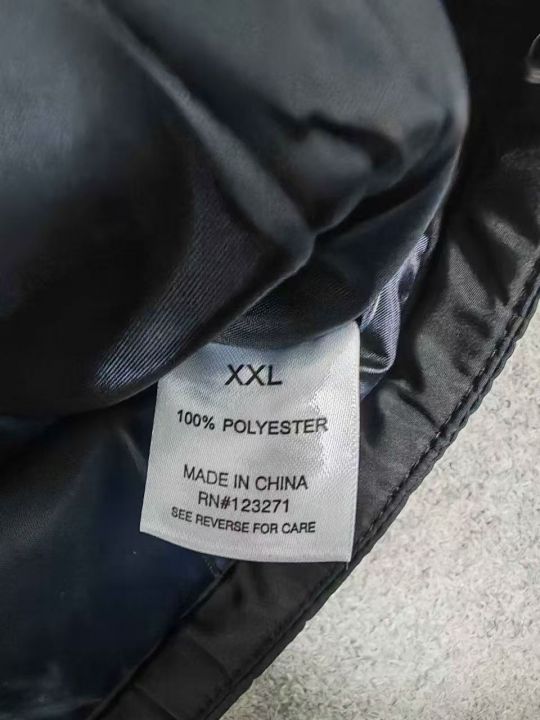 XXL
100% POLYESTER
MADE IN CHINA
RN#123271
SEE REVERSE FOR CARE